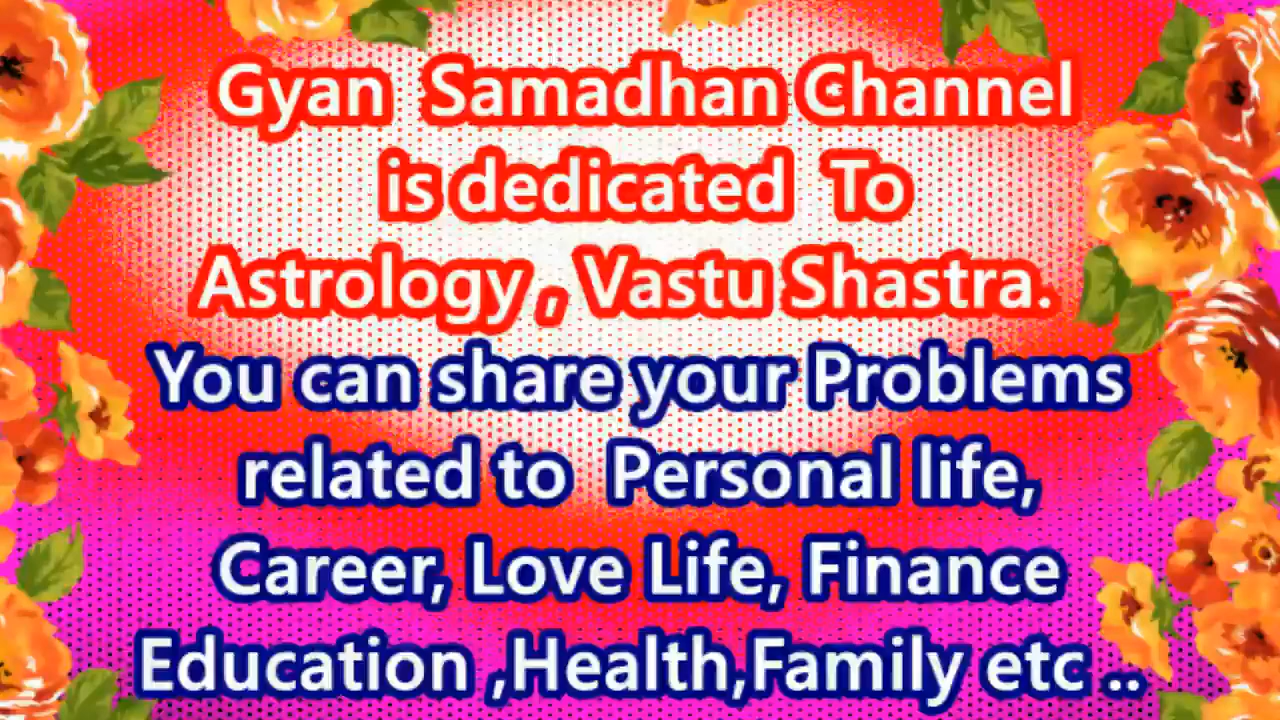 Gyan Samadhan Channel
is dedicated To
Astrology , Vastu Shastra.
You can share your Problems
related to Personal life,
Career, Love Life, Finance
Education ,Health,Family etc ..